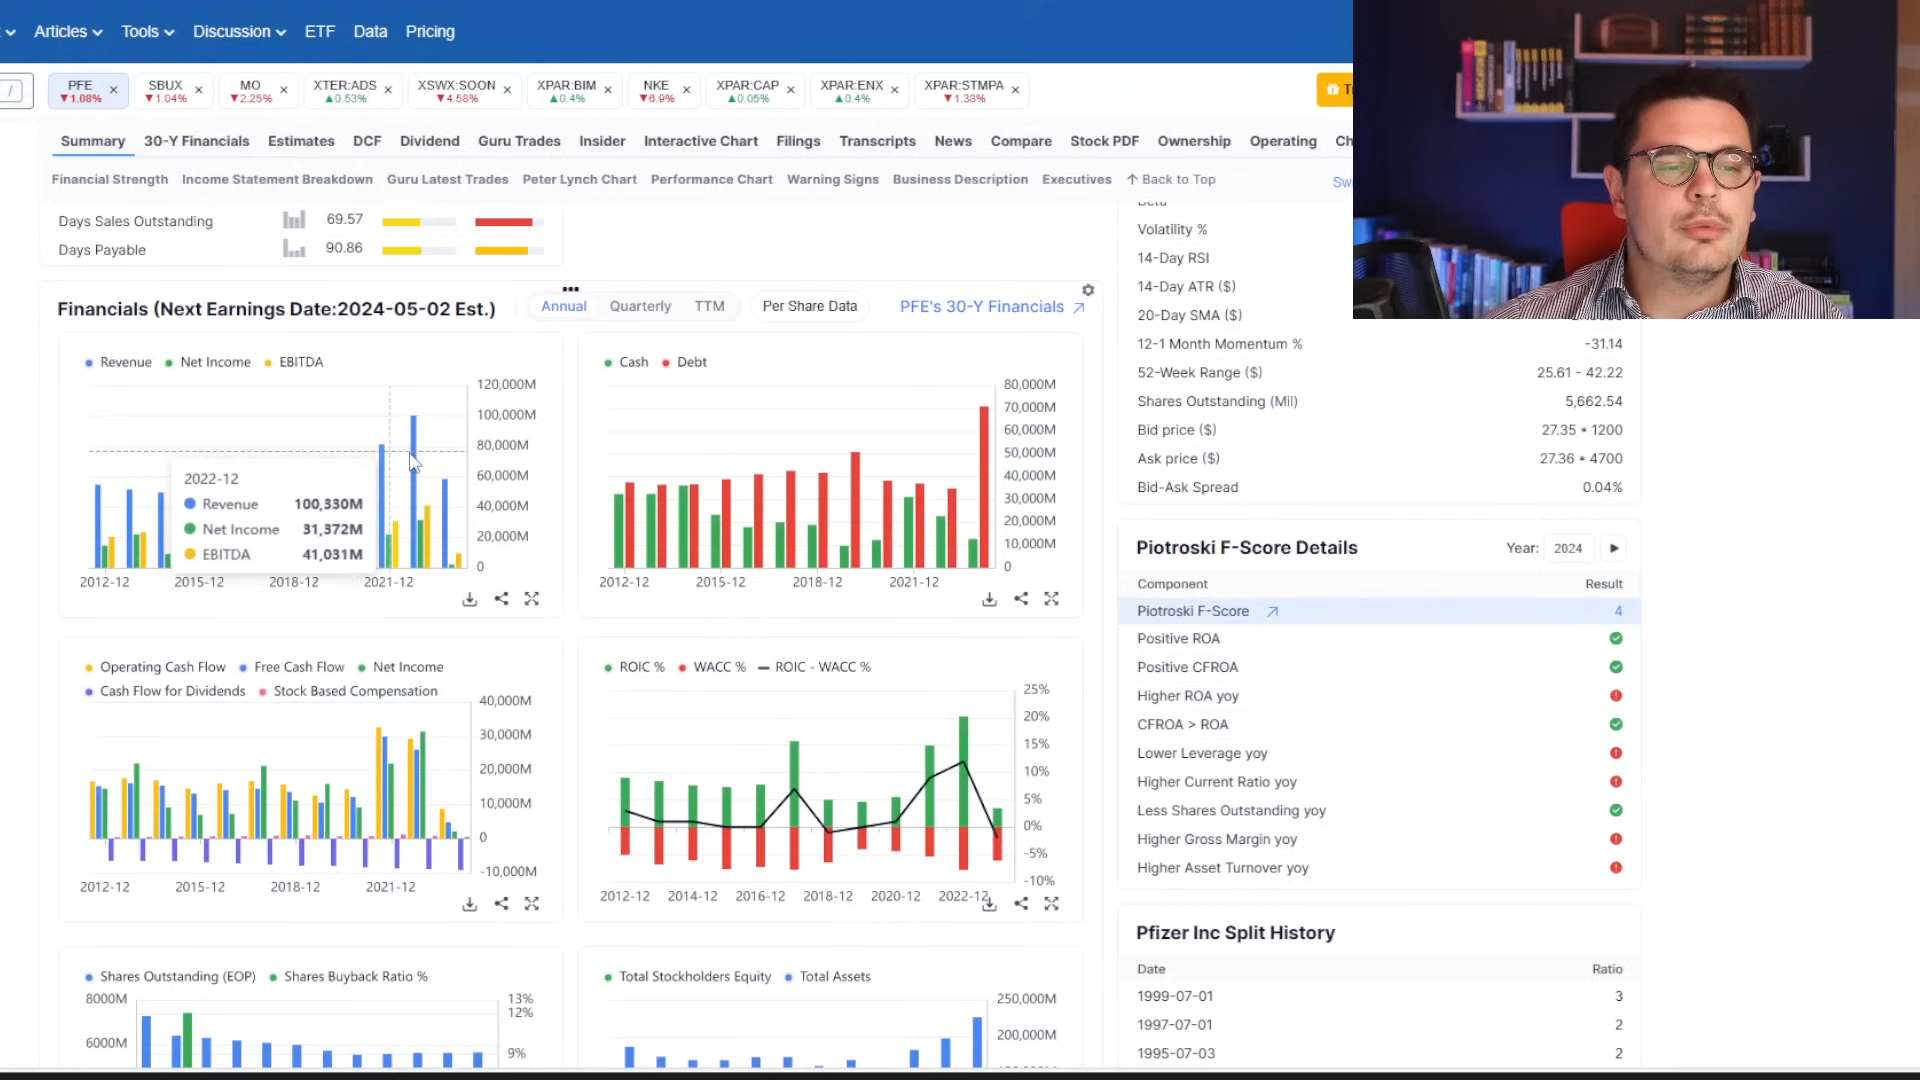 Articles Tools Discussion ETF Data Pricing
/ PFE × SBUX × MO × XTER:ADS × XSWX:SOON × XPAR:BIM × NKE × XPAR:CAP × XPAR:ENX × XPAR:STMPA ×
▼1.08% ▼1.04% ▼2.25% ▲0.53% ▼4.58% ▲0.4% ▼6.9% ▲0.05% ▲0.4% ▼1.38%
Summary 30-Y Financials Estimates DCF Dividend Guru Trades Insider Interactive Chart Filings Transcripts News Compare Stock PDF Ownership Operating Ch
Financial Strength Income Statement Breakdown Guru Latest Trades Peter Lynch Chart Performance Chart Warning Signs Business Description Executives ↑ Back to Top Sw
Days Sales Outstanding 69.57
Days Payable 90.86
Financials (Next Earnings Date:2024-05-02 Est.) Annual Quarterly TTM Per Share Data PFE's 30-Y Financials
Revenue Net Income EBITDA
120,000M
100,000M
80,000M
60,000M
40,000M
20,000M
0
2022-12
Revenue 100,330M
Net Income 31,372M
EBITDA 41,031M
2012-12 2015-12 2018-12 2021-12
Cash Debt
80,000M
70,000M
60,000M
50,000M
40,000M
30,000M
20,000M
10,000M
0
2012-12 2015-12 2018-12 2021-12
Operating Cash Flow Free Cash Flow Net Income
Cash Flow for Dividends Stock Based Compensation
40,000M
30,000M
20,000M
10,000M
0
-10,000M
2012-12 2015-12 2018-12 2021-12
ROIC % WACC % ROIC - WACC %
25%
20%
15%
10%
5%
0%
-5%
-10%
2012-12 2014-12 2016-12 2018-12 2020-12 2022-12
Shares Outstanding (EOP) Shares Buyback Ratio %
8000M 13%
12%
6000M 9%
Total Stockholders Equity Total Assets
250,000M
200,000M
Beta
Volatility %
14-Day RSI
14-Day ATR ($)
20-Day SMA ($)
12-1 Month Momentum % -31.14
52-Week Range ($) 25.61 - 42.22
Shares Outstanding (Mil) 5,662.54
Bid price ($) 27.35 * 1200
Ask price ($) 27.36 * 4700
Bid-Ask Spread 0.04%
Piotroski F-Score Details Year: 2024
Component Result
Piotroski F-Score 4
Positive ROA
Positive CFROA
Higher ROA yoy
CFROA > ROA
Lower Leverage yoy
Higher Current Ratio yoy
Less Shares Outstanding yoy
Higher Gross Margin yoy
Higher Asset Turnover yoy
Pfizer Inc Split History
Date Ratio
1999-07-01 3
1997-07-01 2
1995-07-03 2